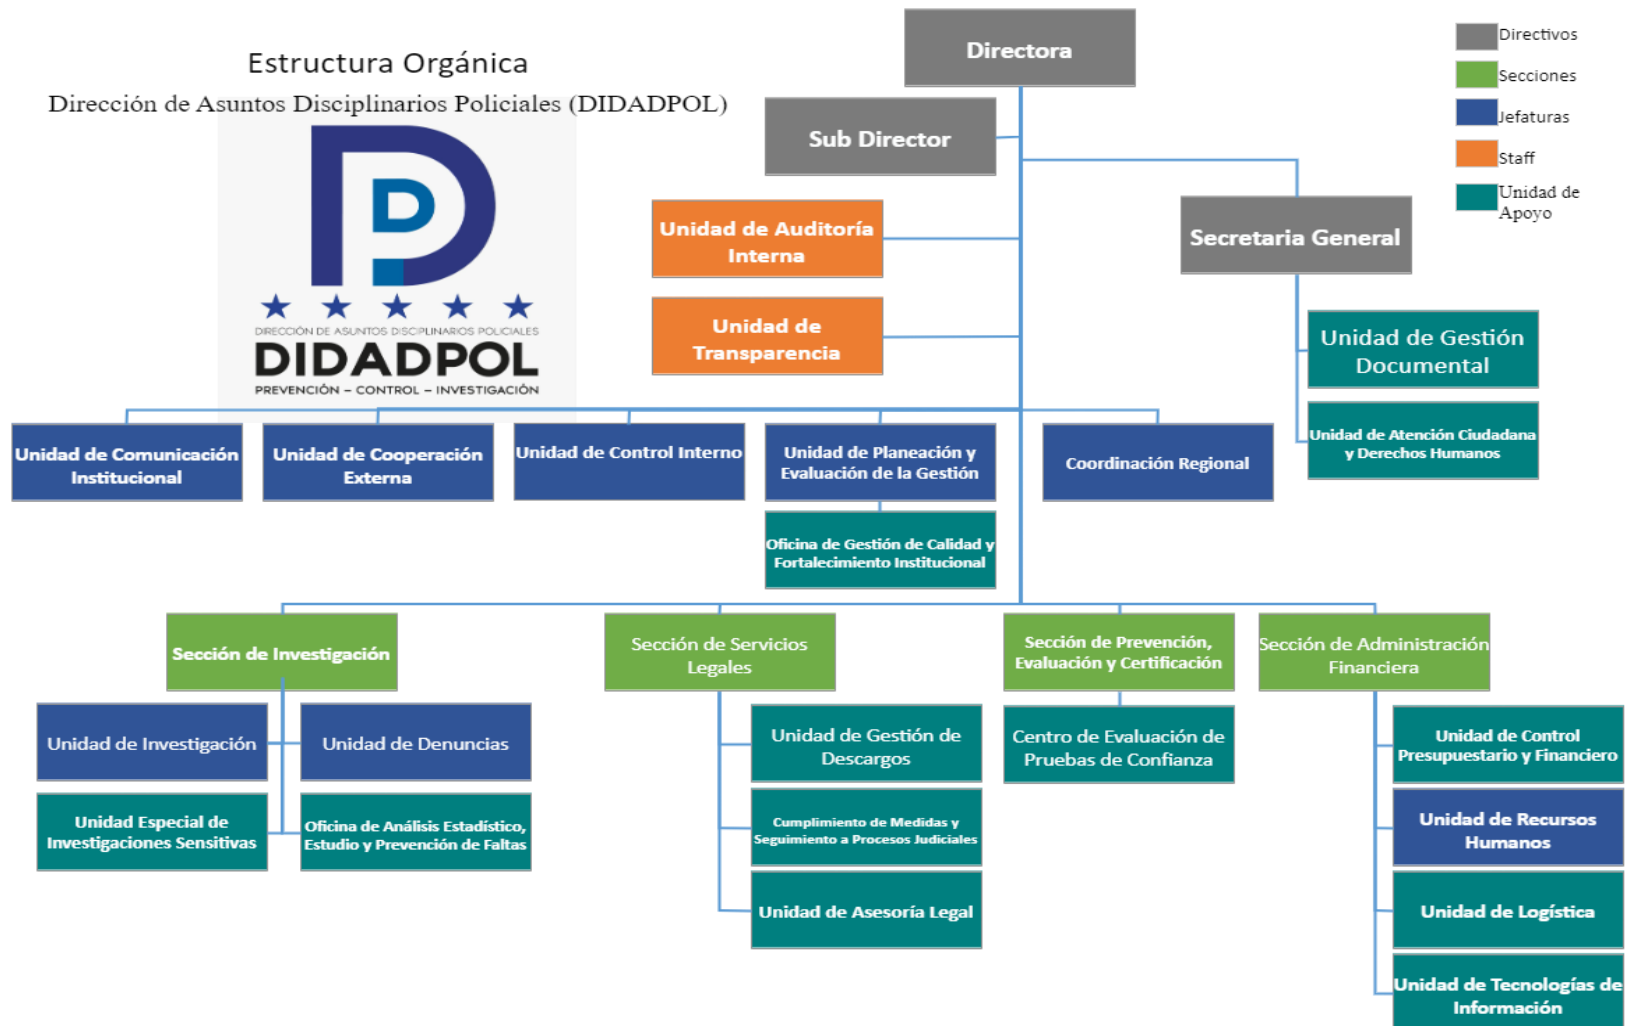 Estructura Orgánica
Dirección de Asuntos Disciplinarios Policiales (DIDADPOL)
DIRECCIÓN DE ASUNTOS DISCIPLINARIOS POLICIALES
DIDADPOL
PREVENCIÓN – CONTROL – INVESTIGACIÓN
Directora
Sub Director
Directivos
Secciones
Jefaturas
Staff
Unidad de
Apoyo
Unidad de Auditoría
Interna
Secretaria General
Unidad de
Transparencia
Unidad de Gestión
Documental
Unidad de Atención Ciudadana
y Derechos Humanos
Unidad de Comunicación
Institucional
Unidad de Cooperación
Externa
Unidad de Control Interno
Unidad de Planeación y
Evaluación de la Gestión
Coordinación Regional
Oficina de Gestión de Calidad y
Fortalecimiento Institucional
Sección de Investigación
Sección de Servicios
Legales
Sección de Prevención,
Evaluación y Certificación
Sección de Administración
Financiera
Unidad de Investigación
Unidad de Denuncias
Unidad Especial de
Investigaciones Sensitivas
Oficina de Análisis Estadístico,
Estudio y Prevención de Faltas
Unidad de Gestión de
Descargos
Cumplimiento de Medidas y
Seguimiento a Procesos Judiciales
Unidad de Asesoría Legal
Centro de Evaluación de
Pruebas de Confianza
Unidad de Control
Presupuestario y Financiero
Unidad de Recursos
Humanos
Unidad de Logística
Unidad de Tecnologías de
Información